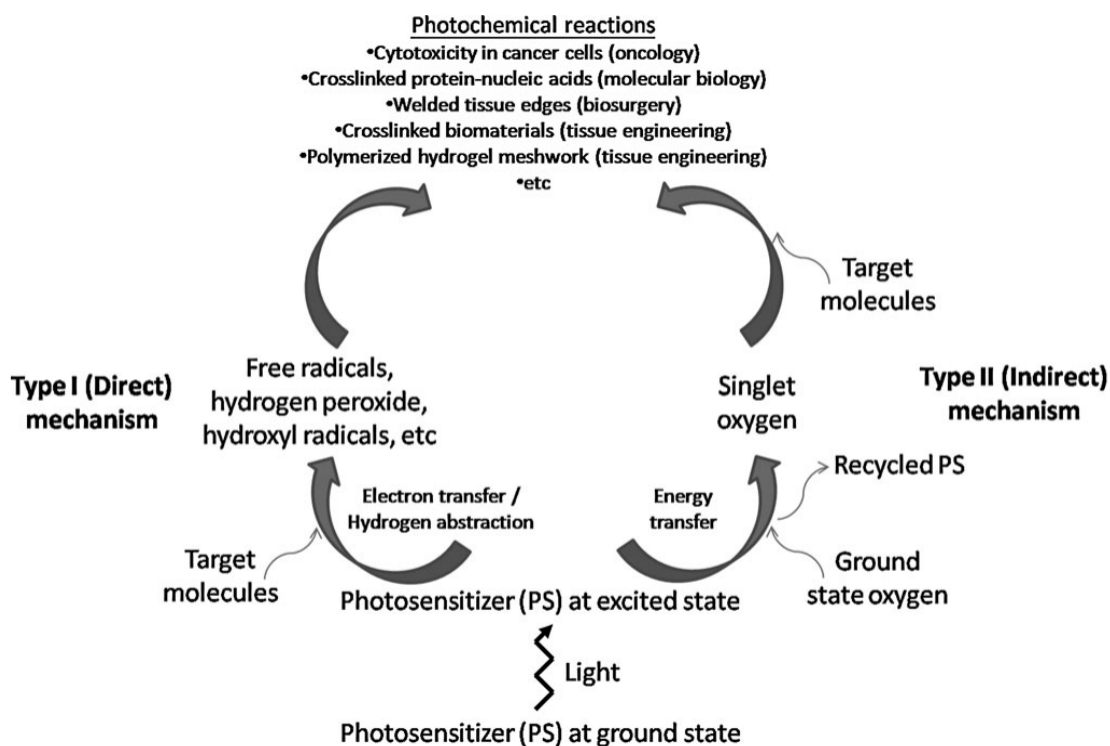 Photochemical reactions
•Cytotoxicity in cancer cells (oncology)
•Crosslinked protein-nucleic acids (molecular biology)
•Welded tissue edges (biosurgery)
•Crosslinked biomaterials (tissue engineering)
•Polymerized hydrogel meshwork (tissue engineering)
•etc
Target
molecules
Type I (Direct)
mechanism
Free radicals,
hydrogen peroxide,
hydroxyl radicals, etc
Singlet
oxygen
Type II (Indirect)
mechanism
Recycled PS
Electron transfer /
Hydrogen abstraction
Energy
transfer
Target
molecules
Ground
state oxygen
Photosensitizer (PS) at excited state
Light
Photosensitizer (PS) at ground state